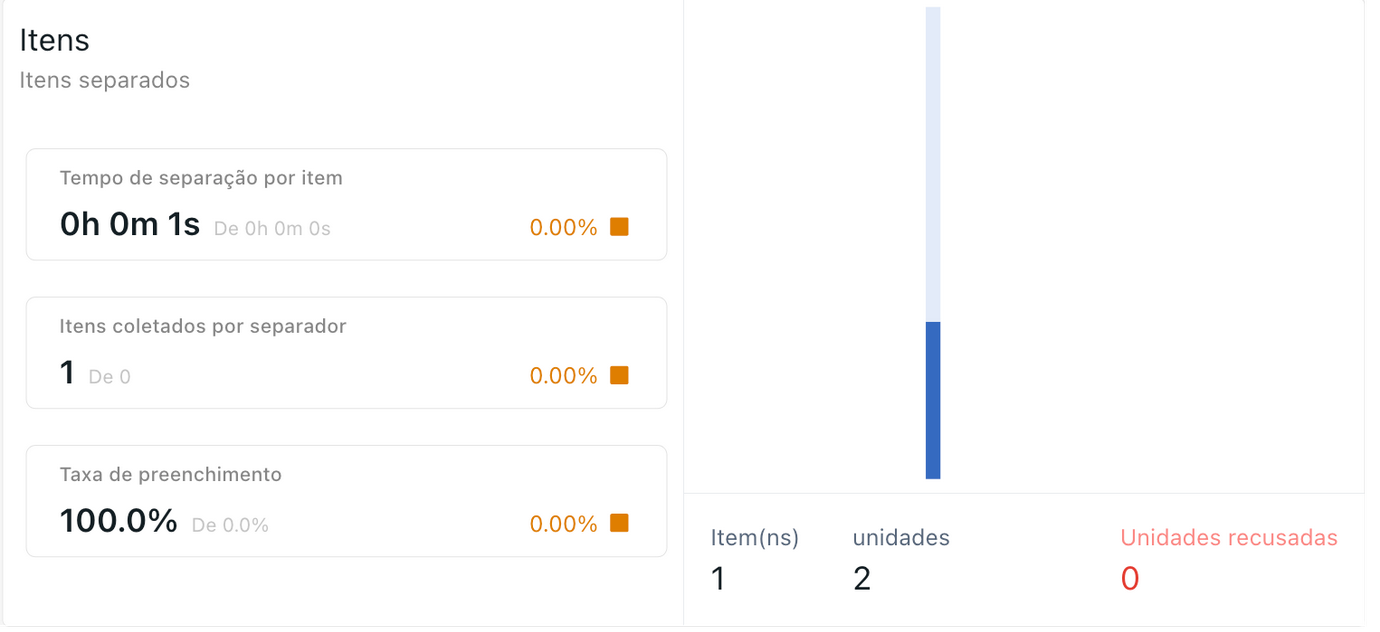 Itens
Itens separados
Tempo de separação por item
0h 0m 1s De 0h 0m 0s 0.00%
Itens coletados por separador
1 De 0 0.00%
Taxa de preenchimento
100.0% De 0.0% 0.00%
Item(ns) unidades Unidades recusadas
1 2 0